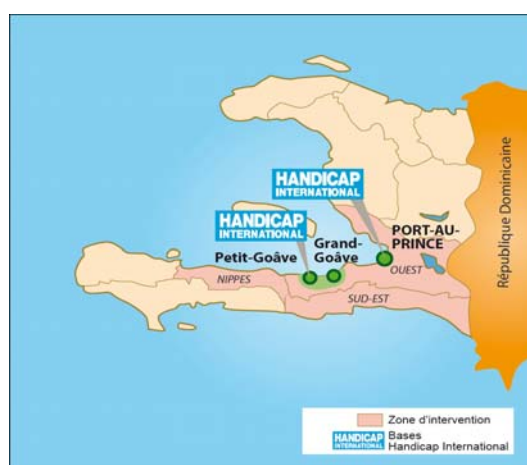 HANDICAP
INTERNATIONAL
HANDICAP
INTERNATIONAL
PORT-AU-
PRINCE
Grand-
Goâve
Petit-Goâve
OUEST
NIPPES
SUD-EST
République Dominicaine
Zone d'intervention
HANDICAP
INTERNATIONAL
Bases
Handicap International